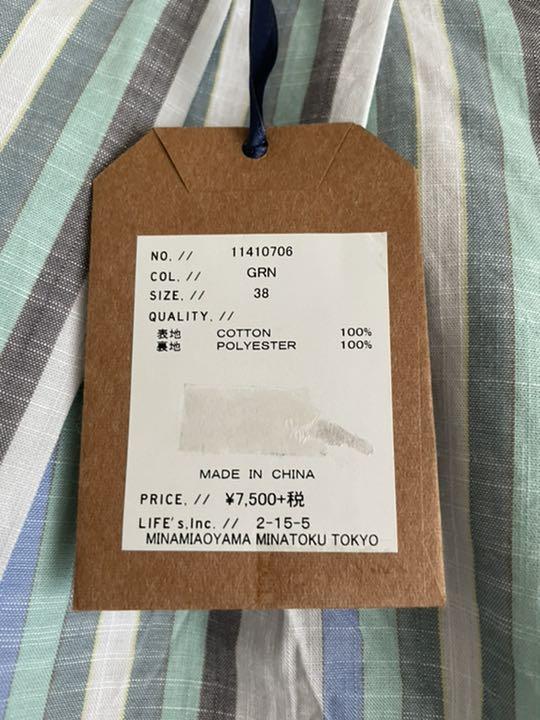 NO. // 11410706
COL. // GRN
SIZE. // 38
QUALITY. //
表地 COTTON 100%
裏地 POLYESTER 100%
MADE IN CHINA
PRICE. // ¥7,500+税
LIFE's,Inc. // 2-15-5
MINAMIAOYAMA MINATOKU TOKYO